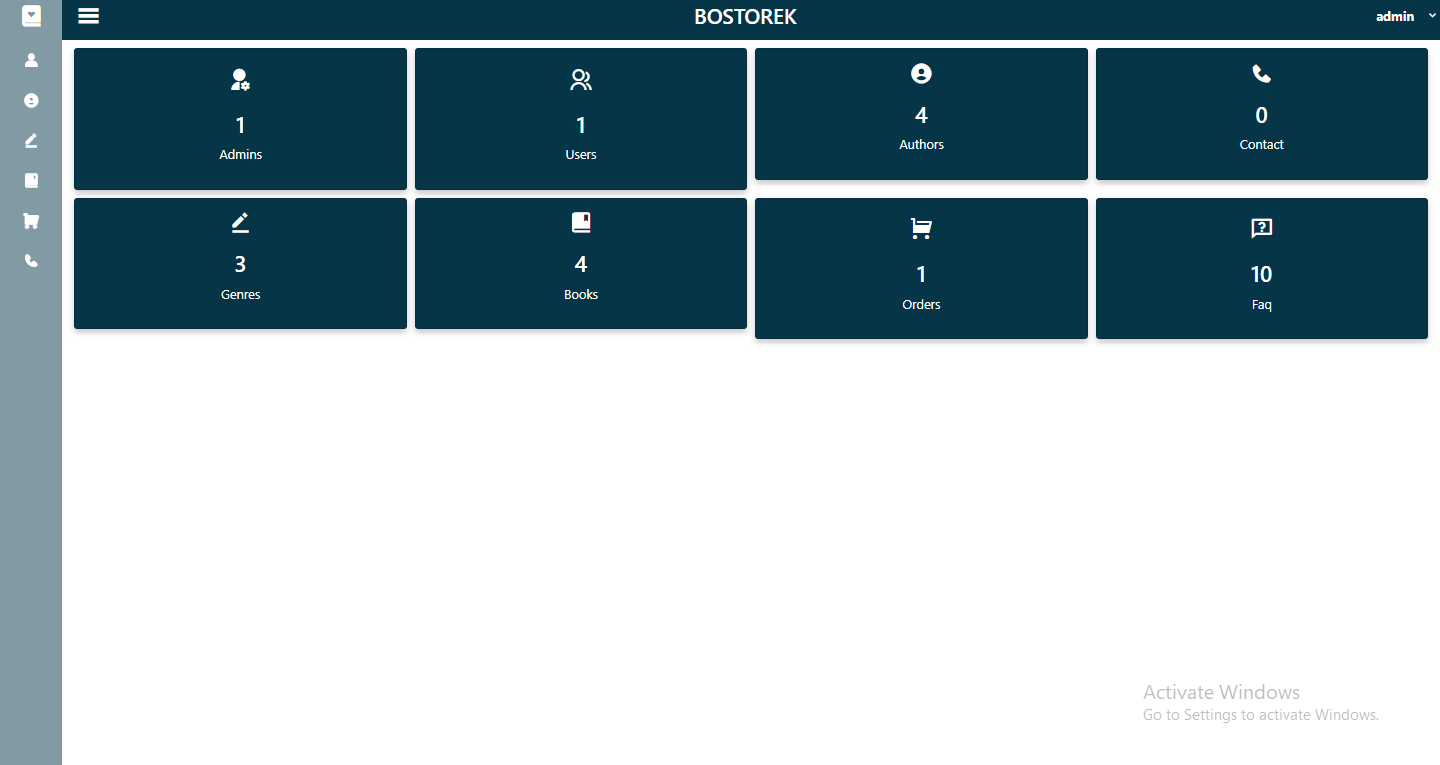 BOSTOREK
admin
1
Admins
1
Users
4
Authors
0
Contact
3
Genres
4
Books
1
Orders
10
Faq
Activate Windows
Go to Settings to activate Windows.